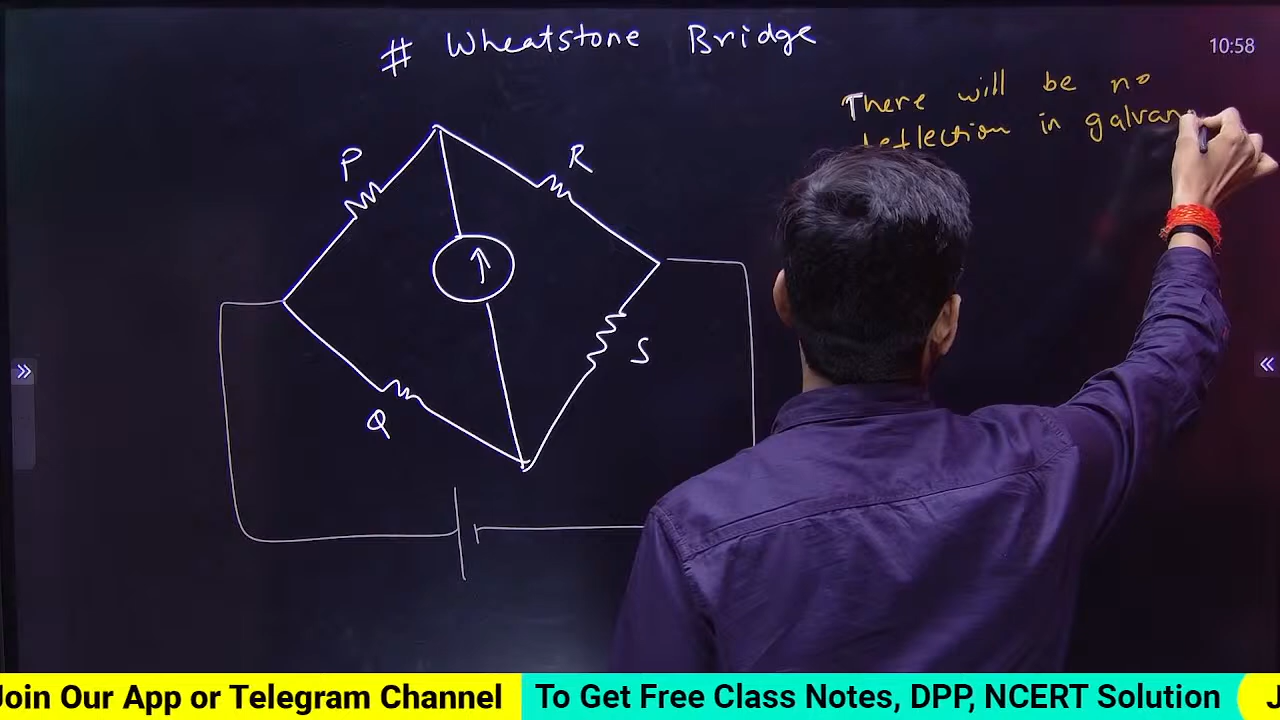 # Wheatstone Bridge
10:58
There will be no
deflection in galvan
P
R
S
Q
Join Our App or Telegram Channel
To Get Free Class Notes, DPP, NCERT Solution
J